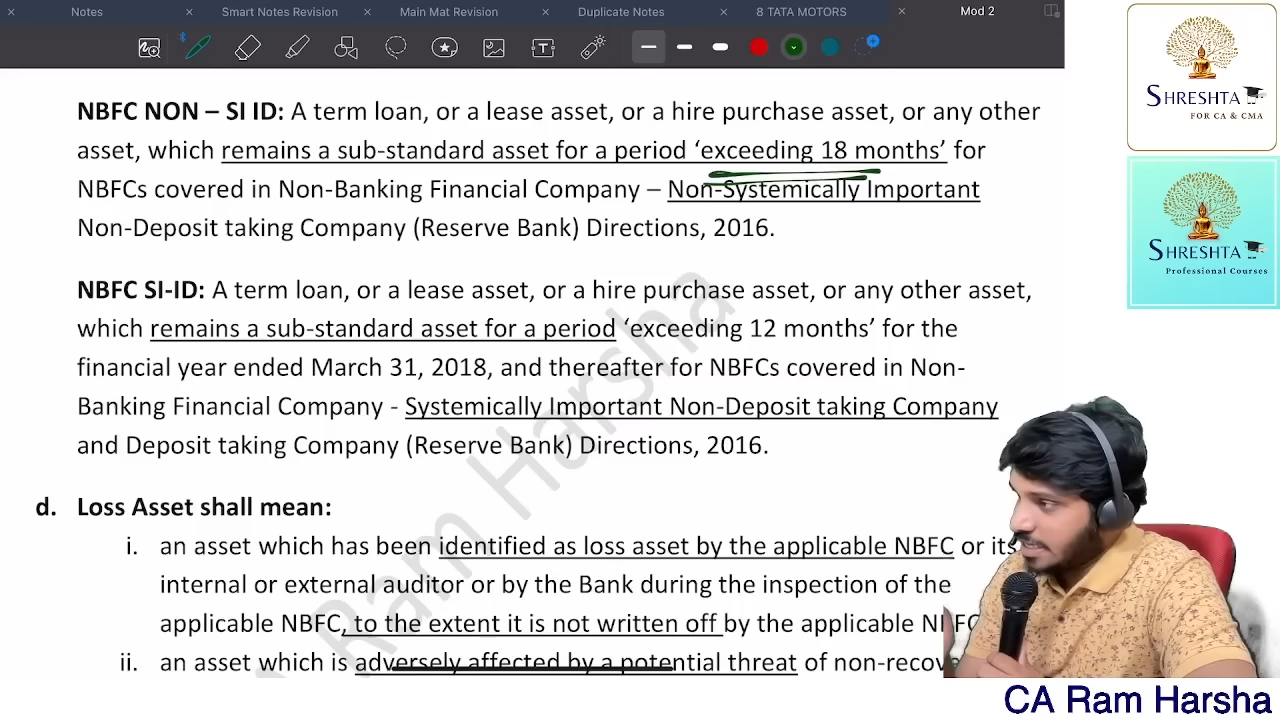 Notes
Smart Notes Revision
Main Mat Revision
Duplicate Notes
8 TATA MOTORS
Mod 2
NBFC NON – SI ID: A term loan, or a lease asset, or a hire purchase asset, or any other
asset, which remains a sub-standard asset for a period ‘exceeding 18 months’ for
NBFCs covered in Non-Banking Financial Company – Non-Systemically Important
Non-Deposit taking Company (Reserve Bank) Directions, 2016.
NBFC SI-ID: A term loan, or a lease asset, or a hire purchase asset, or any other asset,
which remains a sub-standard asset for a period ‘exceeding 12 months’ for the
financial year ended March 31, 2018, and thereafter for NBFCs covered in Non-
Banking Financial Company - Systemically Important Non-Deposit taking Company
and Deposit taking Company (Reserve Bank) Directions, 2016.
d. Loss Asset shall mean:
i. an asset which has been identified as loss asset by the applicable NBFC or its
internal or external auditor or by the Bank during the inspection of the
applicable NBFC, to the extent it is not written off by the applicable
ii. an asset which is adversely affected by a potential threat of
Ram Harsha
SHRESHTA
FOR CA & CMA
SHRESHTA
Professional Courses
CA Ram Harsha